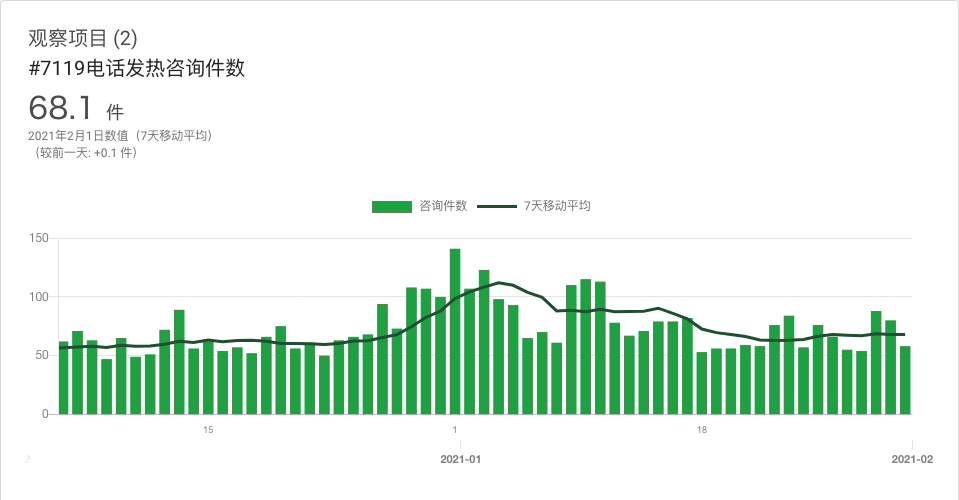 观察项目 (2)
#7119电话发热咨询件数
68.1 件
2021年2月1日数值（7天移动平均）
（较前一天: +0.1 件）
咨询件数 7天移动平均
150
100
50
0
15 1 18
2021-01 2021-02